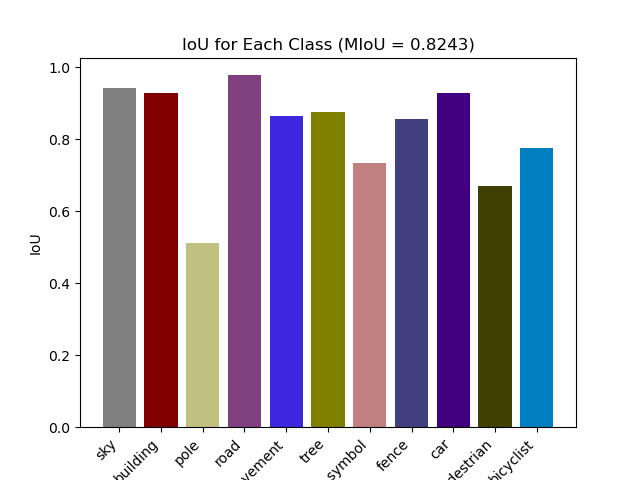 IoU for Each Class (MIoU = 0.8243)
1.0
0.8
0.6
0.4
0.2
0.0
IoU
sky
building
pole
road
vement
tree
symbol
fence
car
destrian
bicyclist